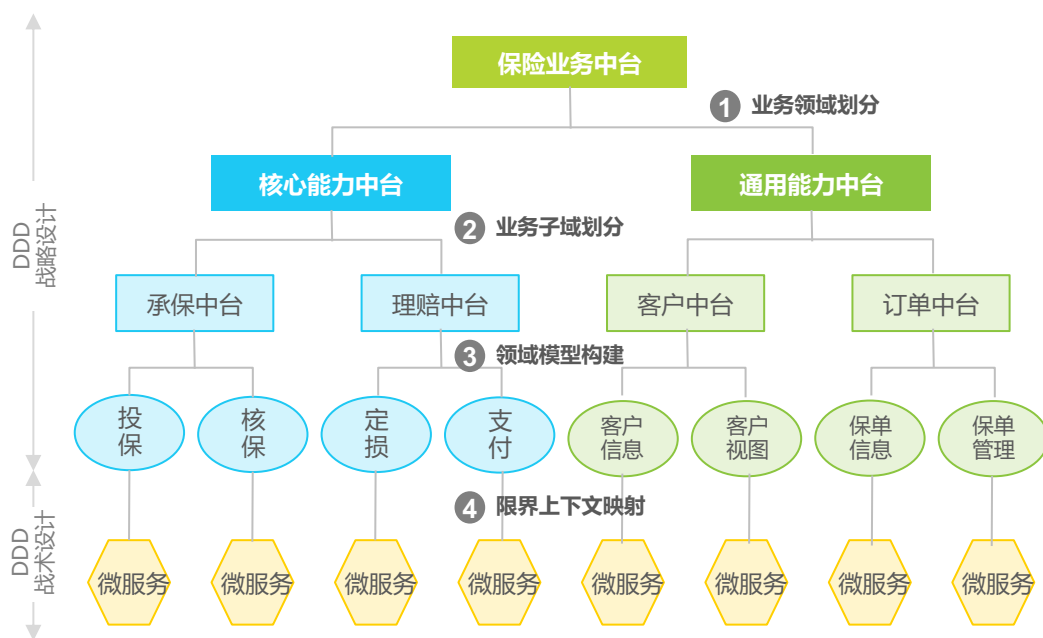 保险业务中台
1 业务领域划分
核心能力中台
通用能力中台
2 业务子域划分
DDD
战略设计
承保中台
理赔中台
客户中台
订单中台
3 领域模型构建
投
保
核
保
定
损
支
付
客户
信息
客户
视图
保单
信息
保单
管理
4 限界上下文映射
DDD
战术设计
微服务
微服务
微服务
微服务
微服务
微服务
微服务
微服务